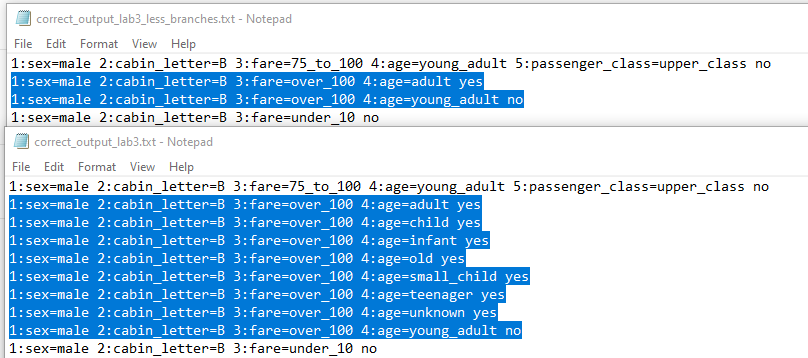 correct_output_lab3_less_branches.txt - Notepad
File Edit Format View Help
1:sex=male 2:cabin_letter=B 3:fare=75_to_100 4:age=young_adult 5:passenger_class=upper_class no
1:sex=male 2:cabin_letter=B 3:fare=over_100 4:age=adult yes
1:sex=male 2:cabin_letter=B 3:fare=over_100 4:age=young_adult no
1:sex=male 2:cabin_letter=B 3:fare=under_10 no
correct_output_lab3.txt - Notepad
File Edit Format View Help
1:sex=male 2:cabin_letter=B 3:fare=75_to_100 4:age=young_adult 5:passenger_class=upper_class no
1:sex=male 2:cabin_letter=B 3:fare=over_100 4:age=adult yes
1:sex=male 2:cabin_letter=B 3:fare=over_100 4:age=child yes
1:sex=male 2:cabin_letter=B 3:fare=over_100 4:age=infant yes
1:sex=male 2:cabin_letter=B 3:fare=over_100 4:age=old yes
1:sex=male 2:cabin_letter=B 3:fare=over_100 4:age=small_child yes
1:sex=male 2:cabin_letter=B 3:fare=over_100 4:age=teenager yes
1:sex=male 2:cabin_letter=B 3:fare=over_100 4:age=unknown yes
1:sex=male 2:cabin_letter=B 3:fare=over_100 4:age=young_adult no
1:sex=male 2:cabin_letter=B 3:fare=under_10 no